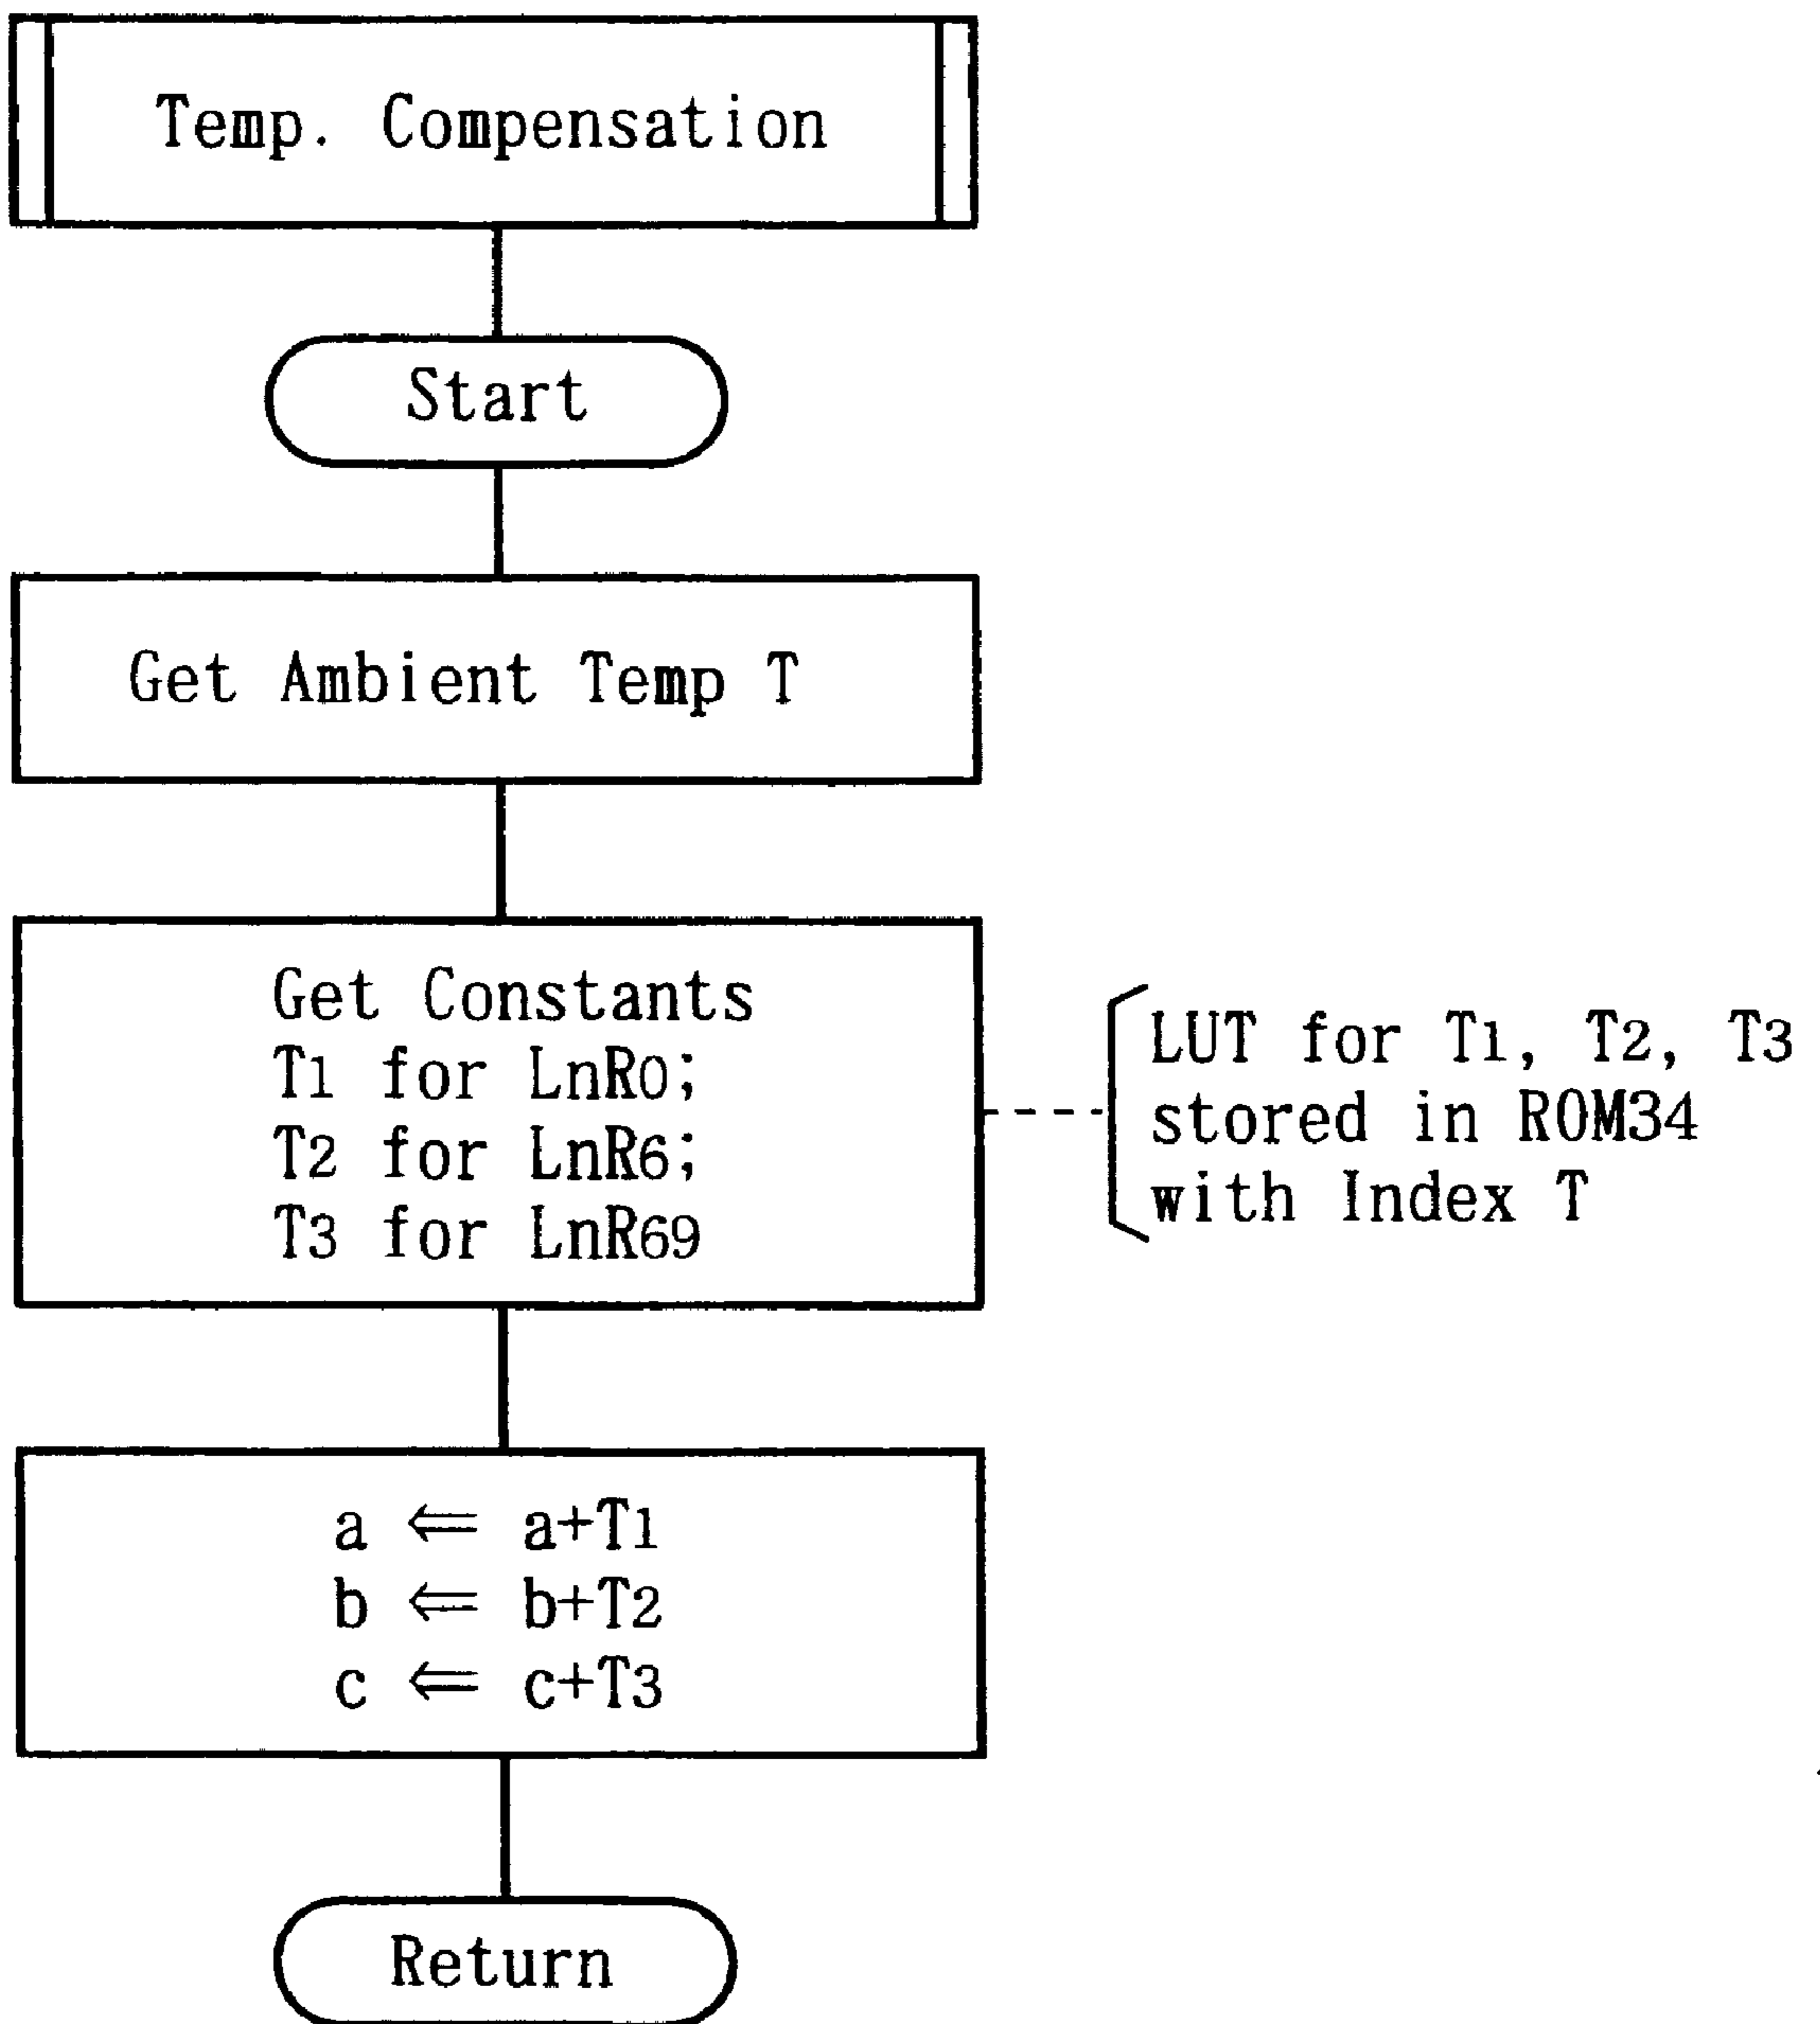 Temp. Compensation
Start
Get Ambient Temp T
Get Constants
T1 for LnR0;
T2 for LnR6;
T3 for LnR69
LUT for T1, T2, T3
stored in ROM34
with Index T
a ⇐ a+T1
b ⇐ b+T2
c ⇐ c+T3
Return